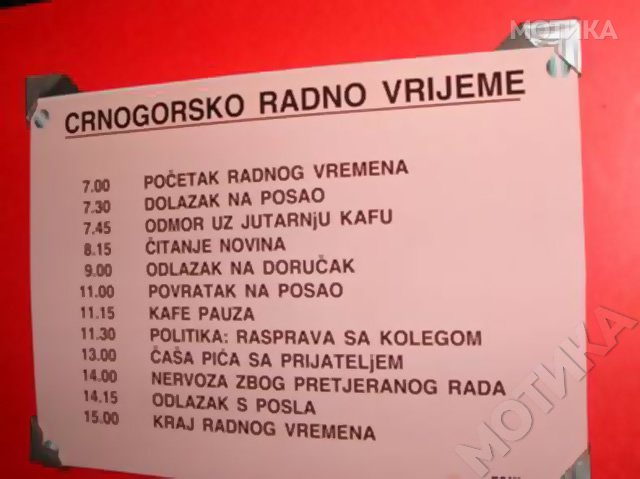 МОТИКА
CRNOGORSKO RADNO VRIJEME
7.00 POČETAK RADNOG VREMENA
7.30 DOLAZAK NA POSAO
7.45 ODMOR UZ JUTARNjU KAFU
8.15 ČITANJE NOVINA
9.00 ODLAZAK NA DORUČAK
11.00 POVRATAK NA POSAO
11.15 KAFE PAUZA
11.30 POLITIKA: RASPRAVA SA KOLEGOM
13.00 ČAŠA PIĆA SA PRIJATELjEM
14.00 NERVOZA ZBOG PRETJERANOG RADA
14.15 ODLAZAK S POSLA
15.00 KRAJ RADNOG VREMENA
МОТИКА